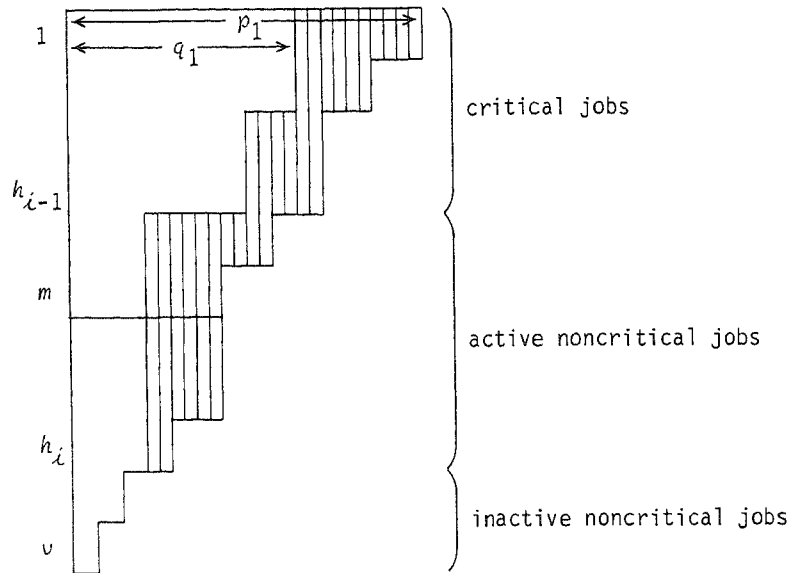 p₁
1
q₁
critical jobs
hᵢ₋₁
m
active noncritical jobs
hᵢ
inactive noncritical jobs
υ